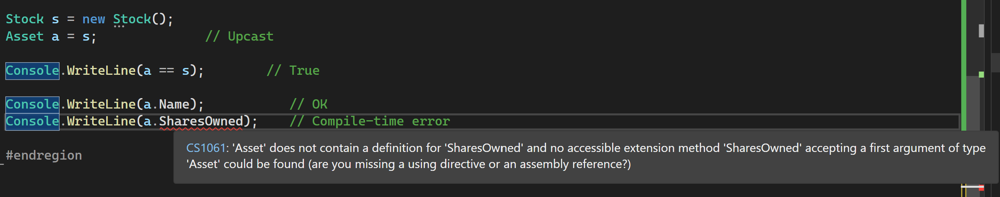 Stock s = new Stock();
Asset a = s;              // Upcast
Console.WriteLine(a == s);        // True
Console.WriteLine(a.Name);           // OK
Console.WriteLine(a.SharesOwned);    // Compile-time error
CS1061: 'Asset' does not contain a definition for 'SharesOwned' and no accessible extension method 'SharesOwned' accepting a first argument of type
'Asset' could be found (are you missing a using directive or an assembly reference?)
#endregion